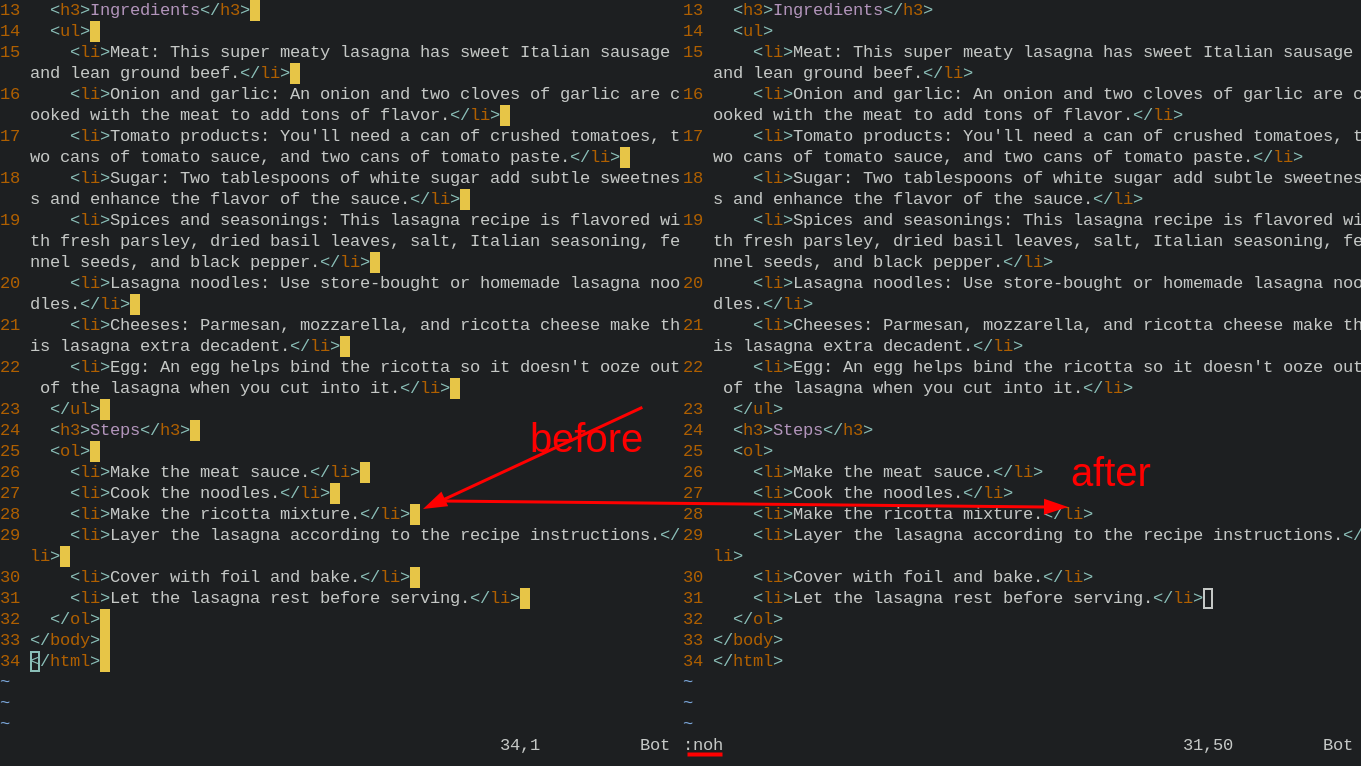 13   <h3>Ingredients</h3>
14   <ul>
15     <li>Meat: This super meaty lasagna has sweet Italian sausage
   and lean ground beef.</li>
16     <li>Onion and garlic: An onion and two cloves of garlic are c
   ooked with the meat to add tons of flavor.</li>
17     <li>Tomato products: You'll need a can of crushed tomatoes, t
   wo cans of tomato sauce, and two cans of tomato paste.</li>
18     <li>Sugar: Two tablespoons of white sugar add subtle sweetnes
   s and enhance the flavor of the sauce.</li>
19     <li>Spices and seasonings: This lasagna recipe is flavored wi
   th fresh parsley, dried basil leaves, salt, Italian seasoning, fe
   nnel seeds, and black pepper.</li>
20     <li>Lasagna noodles: Use store-bought or homemade lasagna noo
   dles.</li>
21     <li>Cheeses: Parmesan, mozzarella, and ricotta cheese make th
   is lasagna extra decadent.</li>
22     <li>Egg: An egg helps bind the ricotta so it doesn't ooze out
    of the lasagna when you cut into it.</li>
23   </ul>
24   <h3>Steps</h3>
25   <ol>
26     <li>Make the meat sauce.</li>
27     <li>Cook the noodles.</li>
28     <li>Make the ricotta mixture.</li>
29     <li>Layer the lasagna according to the recipe instructions.</
   li>
30     <li>Cover with foil and bake.</li>
31     <li>Let the lasagna rest before serving.</li>
32   </ol>
33 </body>
34 </html>
~
~
~
34,1          Bot
before
13   <h3>Ingredients</h3>
14   <ul>
15     <li>Meat: This super meaty lasagna has sweet Italian sausage
   and lean ground beef.</li>
16     <li>Onion and garlic: An onion and two cloves of garlic are c
   ooked with the meat to add tons of flavor.</li>
17     <li>Tomato products: You'll need a can of crushed tomatoes, t
   wo cans of tomato sauce, and two cans of tomato paste.</li>
18     <li>Sugar: Two tablespoons of white sugar add subtle sweetnes
   s and enhance the flavor of the sauce.</li>
19     <li>Spices and seasonings: This lasagna recipe is flavored wi
   th fresh parsley, dried basil leaves, salt, Italian seasoning, fe
   nnel seeds, and black pepper.</li>
20     <li>Lasagna noodles: Use store-bought or homemade lasagna noo
   dles.</li>
21     <li>Cheeses: Parmesan, mozzarella, and ricotta cheese make th
   is lasagna extra decadent.</li>
22     <li>Egg: An egg helps bind the ricotta so it doesn't ooze out
    of the lasagna when you cut into it.</li>
23   </ul>
24   <h3>Steps</h3>
25   <ol>
26     <li>Make the meat sauce.</li>
27     <li>Cook the noodles.</li>
28     <li>Make the ricotta mixture.</li>
29     <li>Layer the lasagna according to the recipe instructions.</
   li>
30     <li>Cover with foil and bake.</li>
31     <li>Let the lasagna rest before serving.</li>
32   </ol>
33 </body>
34 </html>
~
~
~
:noh          31,50          Bot
after